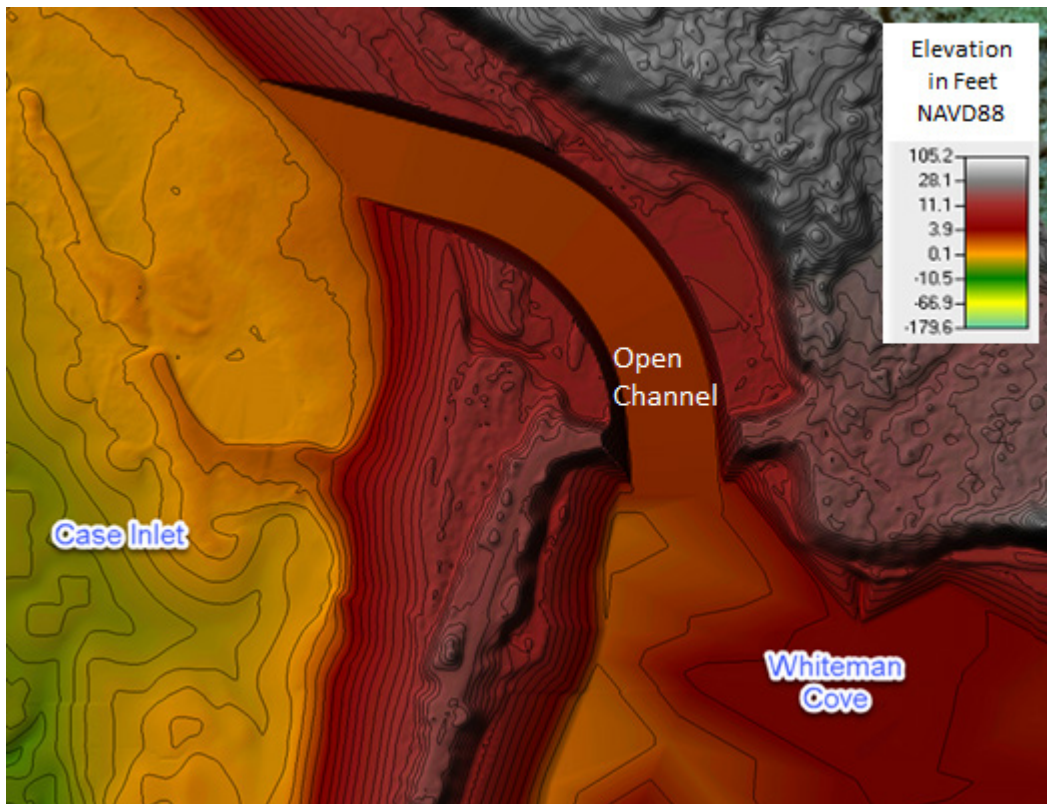 Elevation
in Feet
NAVD88
105.2
28.1
11.1
3.9
0.1
-10.5
-66.9
-179.6
Open
Channel
Case Inlet
Whiteman
Cove